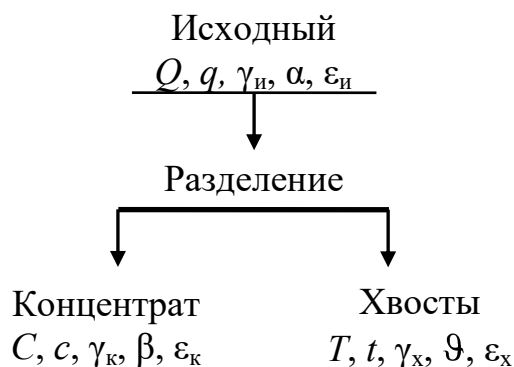 Исходный
Q, q, γи, α, εи
Разделение
Концентрат
C, c, γк, β, εк
Хвосты
T, t, γх, ϑ, εх